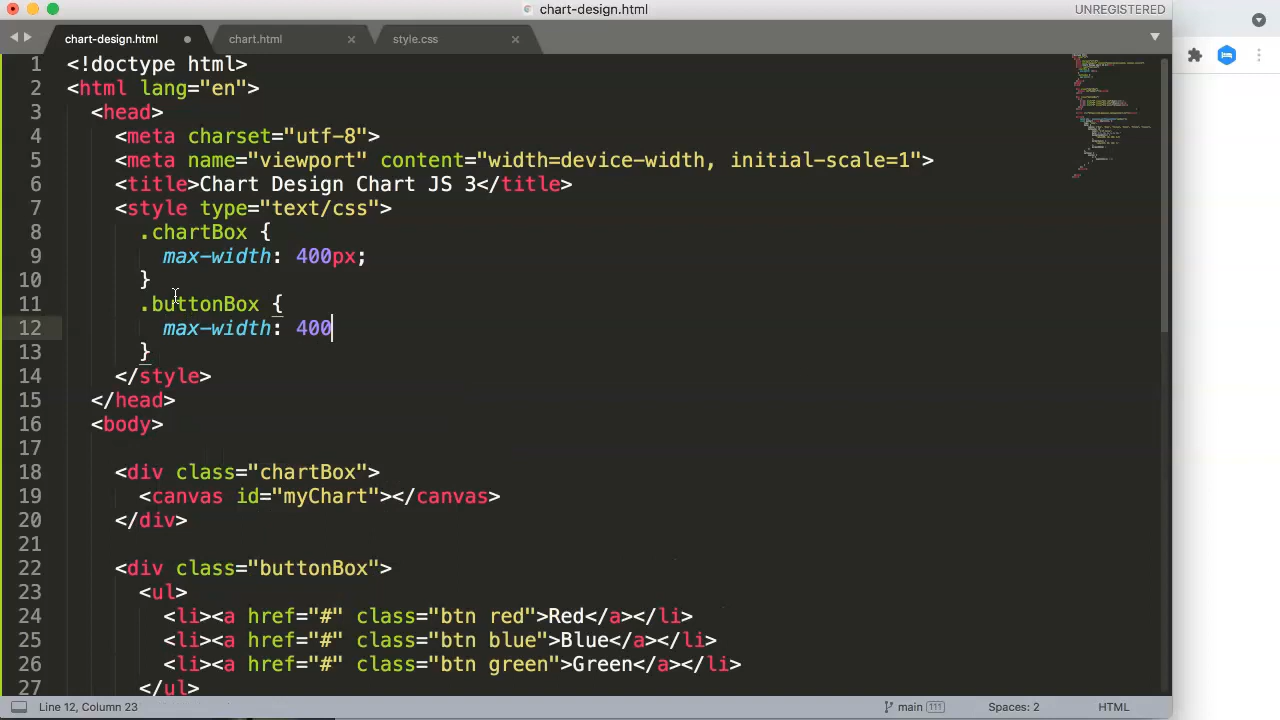 chart-design.html
UNREGISTERED
chart-design.html
chart.html
style.css
1 <!doctype html>
2 <html lang="en">
3 <head>
4 <meta charset="utf-8">
5 <meta name="viewport" content="width=device-width, initial-scale=1">
6 <title>Chart Design Chart JS 3</title>
7 <style type="text/css">
8 .chartBox {
9 max-width: 400px;
10 }
11 .buttonBox {
12 max-width: 400
13 }
14 </style>
15 </head>
16 <body>
17
18 <div class="chartBox">
19 <canvas id="myChart"></canvas>
20 </div>
21
22 <div class="buttonBox">
23 <ul>
24 <li><a href="#" class="btn red">Red</a></li>
25 <li><a href="#" class="btn blue">Blue</a></li>
26 <li><a href="#" class="btn green">Green</a></li>
27 </ul>
Line 12, Column 23
main 111
Spaces: 2
HTML